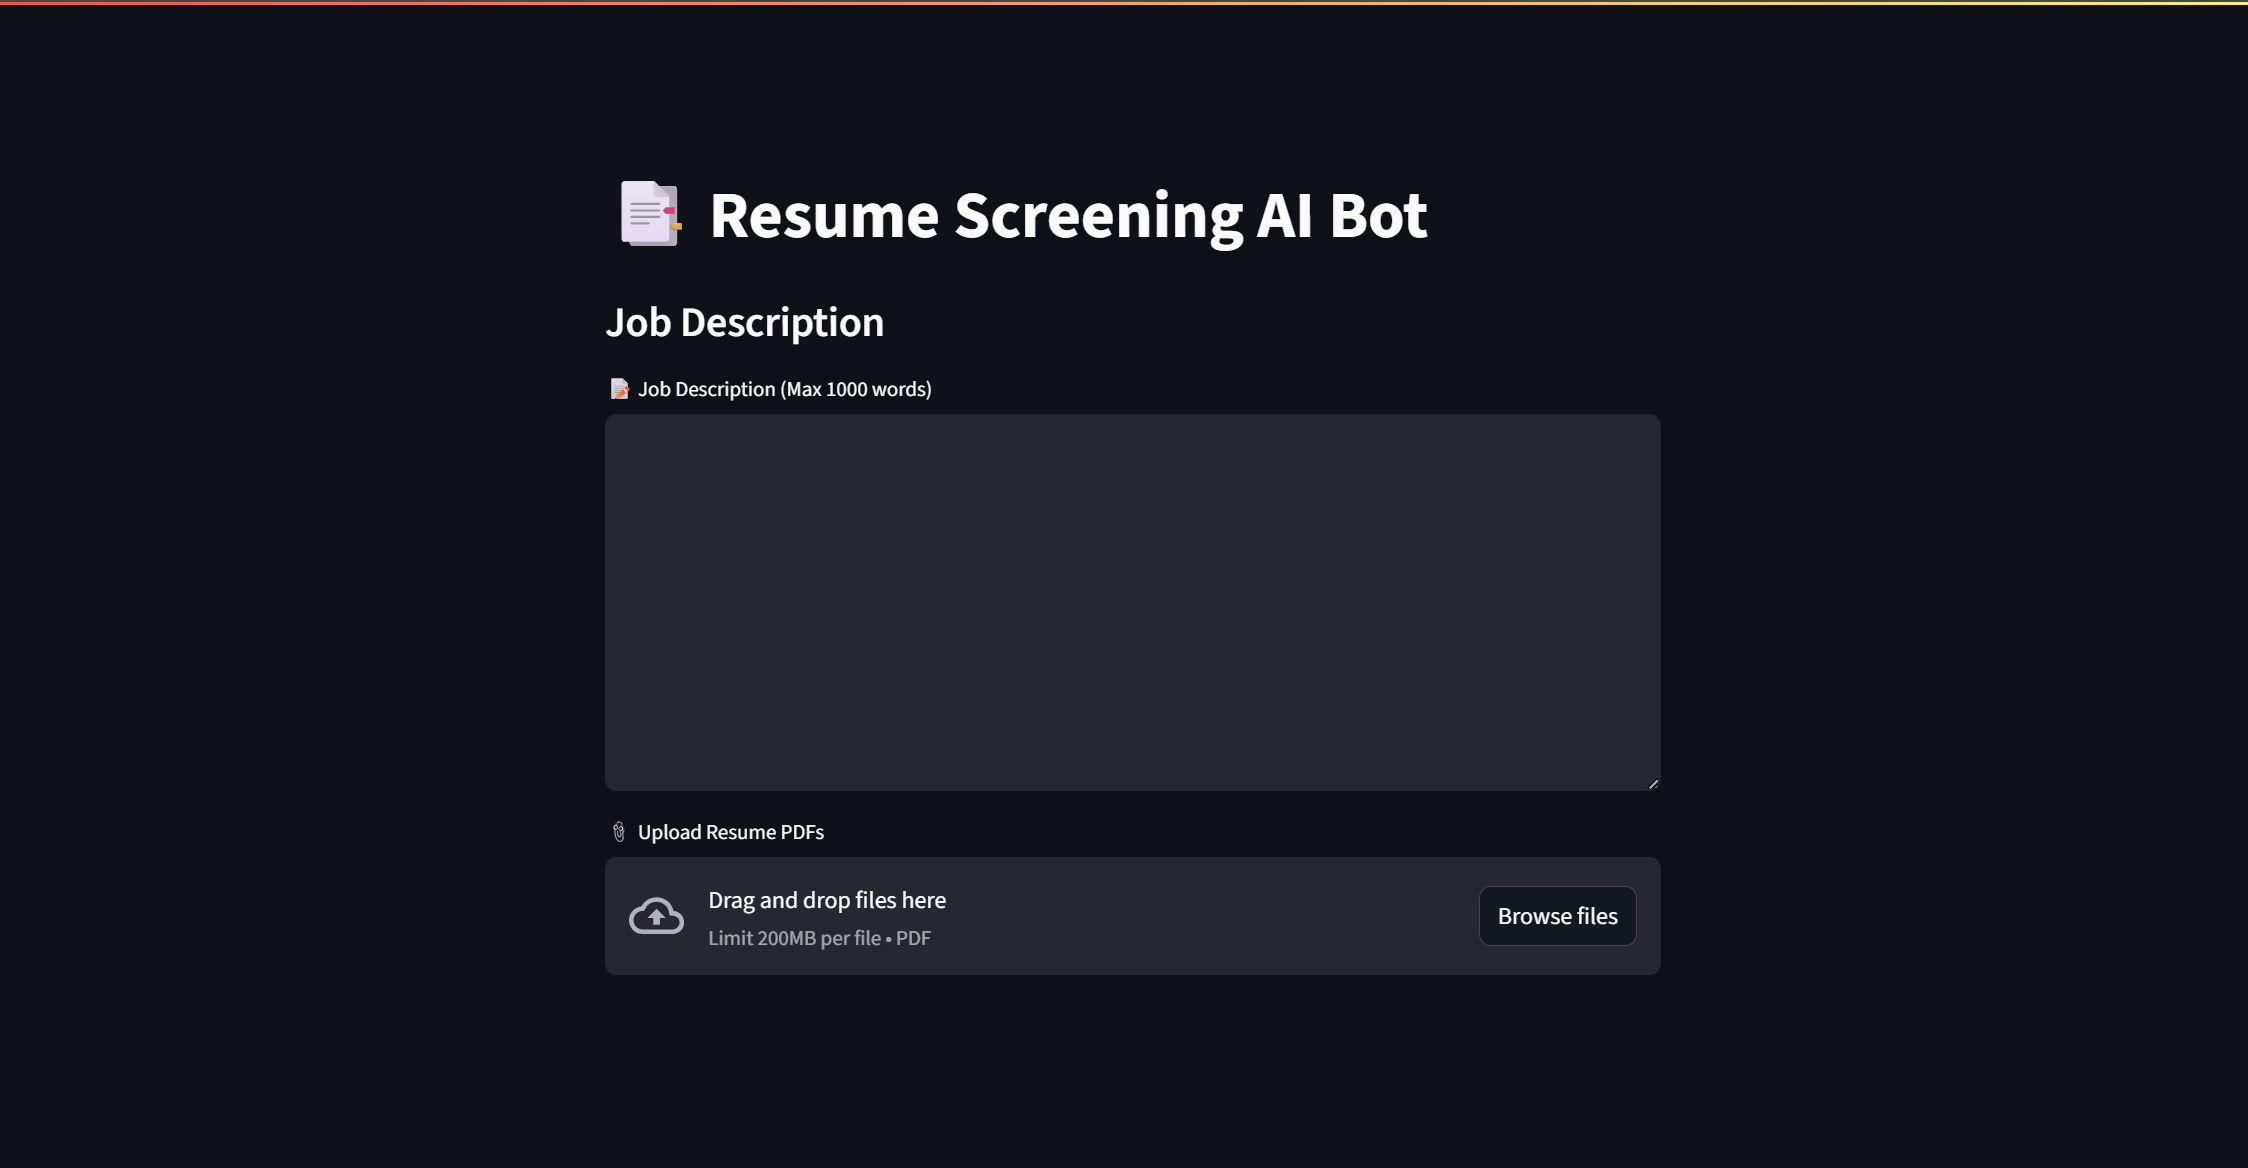 Resume Screening AI Bot
Job Description
Job Description (Max 1000 words)
Upload Resume PDFs
Drag and drop files here
Limit 200MB per file • PDF
Browse files